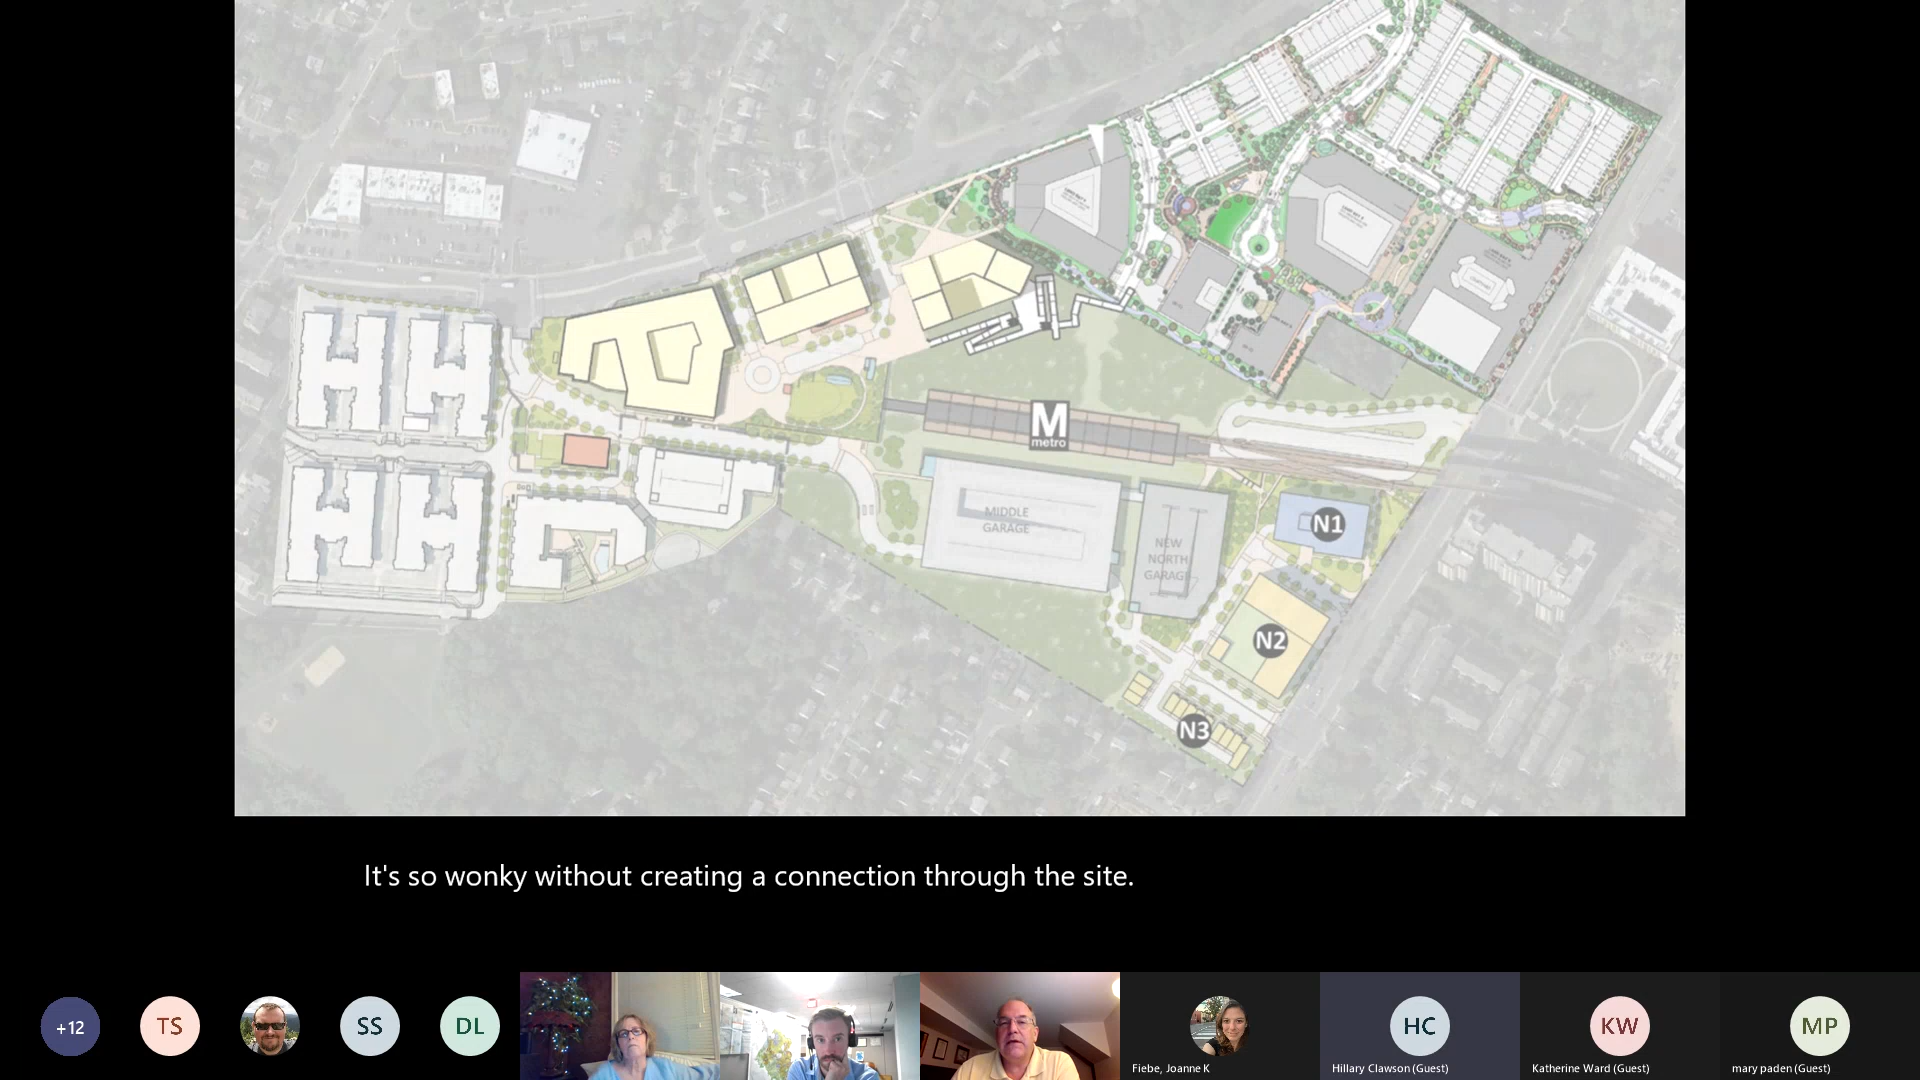 M
metro
MIDDLE
GARAGE
NEW
NORTH
GARAGE
N1
N2
N3
It's so wonky without creating a connection through the site.
+12
TS
SS
DL
HC
KW
MP
Fiebe, Joanne K
Hillary Clawson (Guest)
Katherine Ward (Guest)
mary paden (Guest)